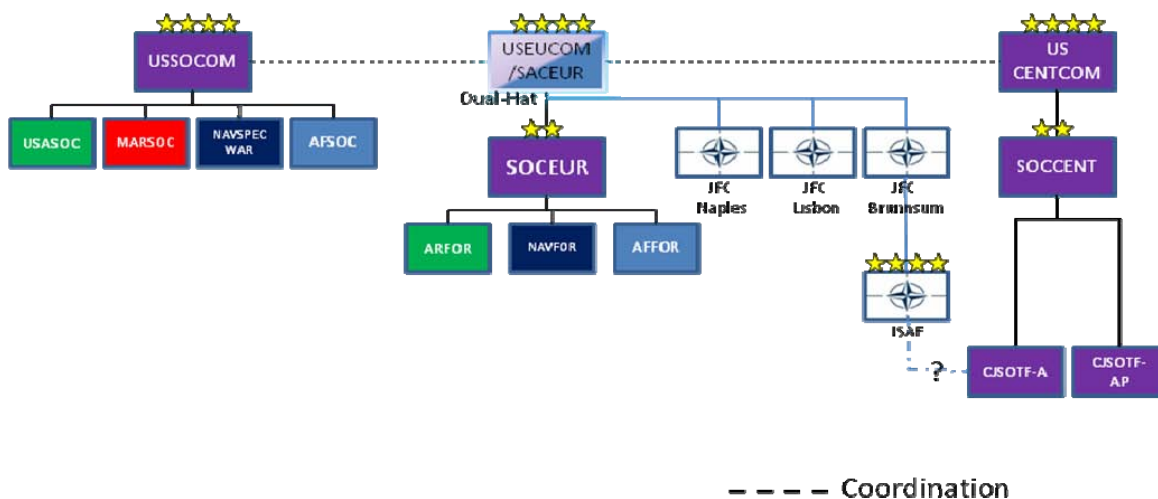 USSOCOM
USEUCOM
/SACEUR
US
CENTCOM
Dual-Hat
USASOC
MARSOC
NAVSPEC
WAR
AFSOC
SOCEUR
JFC
Naples
JFC
Lisbon
JFC
Brunnsum
SOCCENT
ARFOR
NAVFOR
AFFOR
ISAF
?
CJSOTF-A
CJSOTF-
AP
Coordination